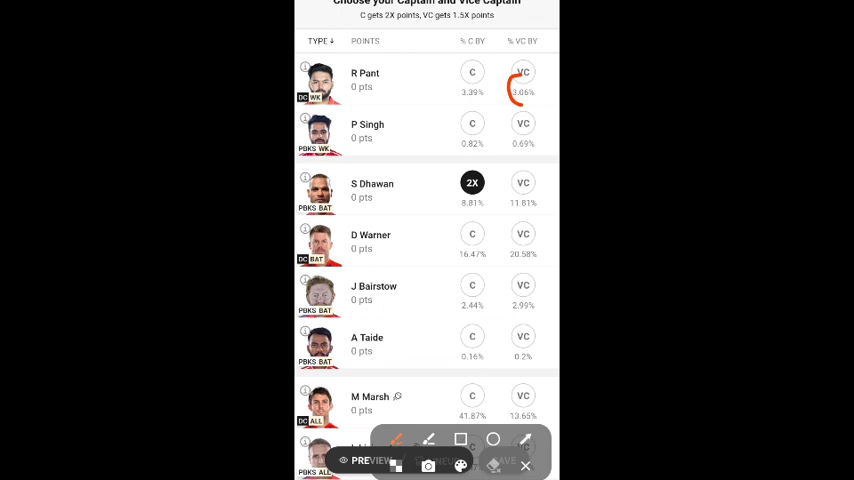 Choose your Captain and Vice Captain
C gets 2X points, VC gets 1.5X points
TYPE ↓ POINTS % C BY % VC BY
R Pant C VC
0 pts
DC WK 3.39% 3.06%
P Singh C VC
0 pts
PBKS WK 0.82% 0.69%
S Dhawan 2X VC
0 pts
PBKS BAT 8.81% 11.81%
D Warner C VC
0 pts
DC BAT 16.47% 20.58%
J Bairstow C VC
0 pts
PBKS BAT 2.44% 2.99%
A Taide C VC
0 pts
PBKS BAT 0.16% 0.2%
M Marsh C VC
0 pts
DC ALL 41.87% 13.65%
PREVIEW
PBKS ALL